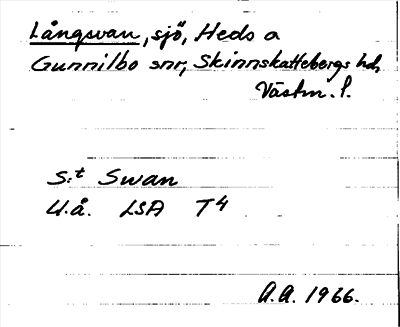 Långsvan, sjö, Heds o
Gunnilbo snr, Skinnskattebergs hd,
Västm. l.
S:t Swan
U.å. LSA T4
A.A. 1966.